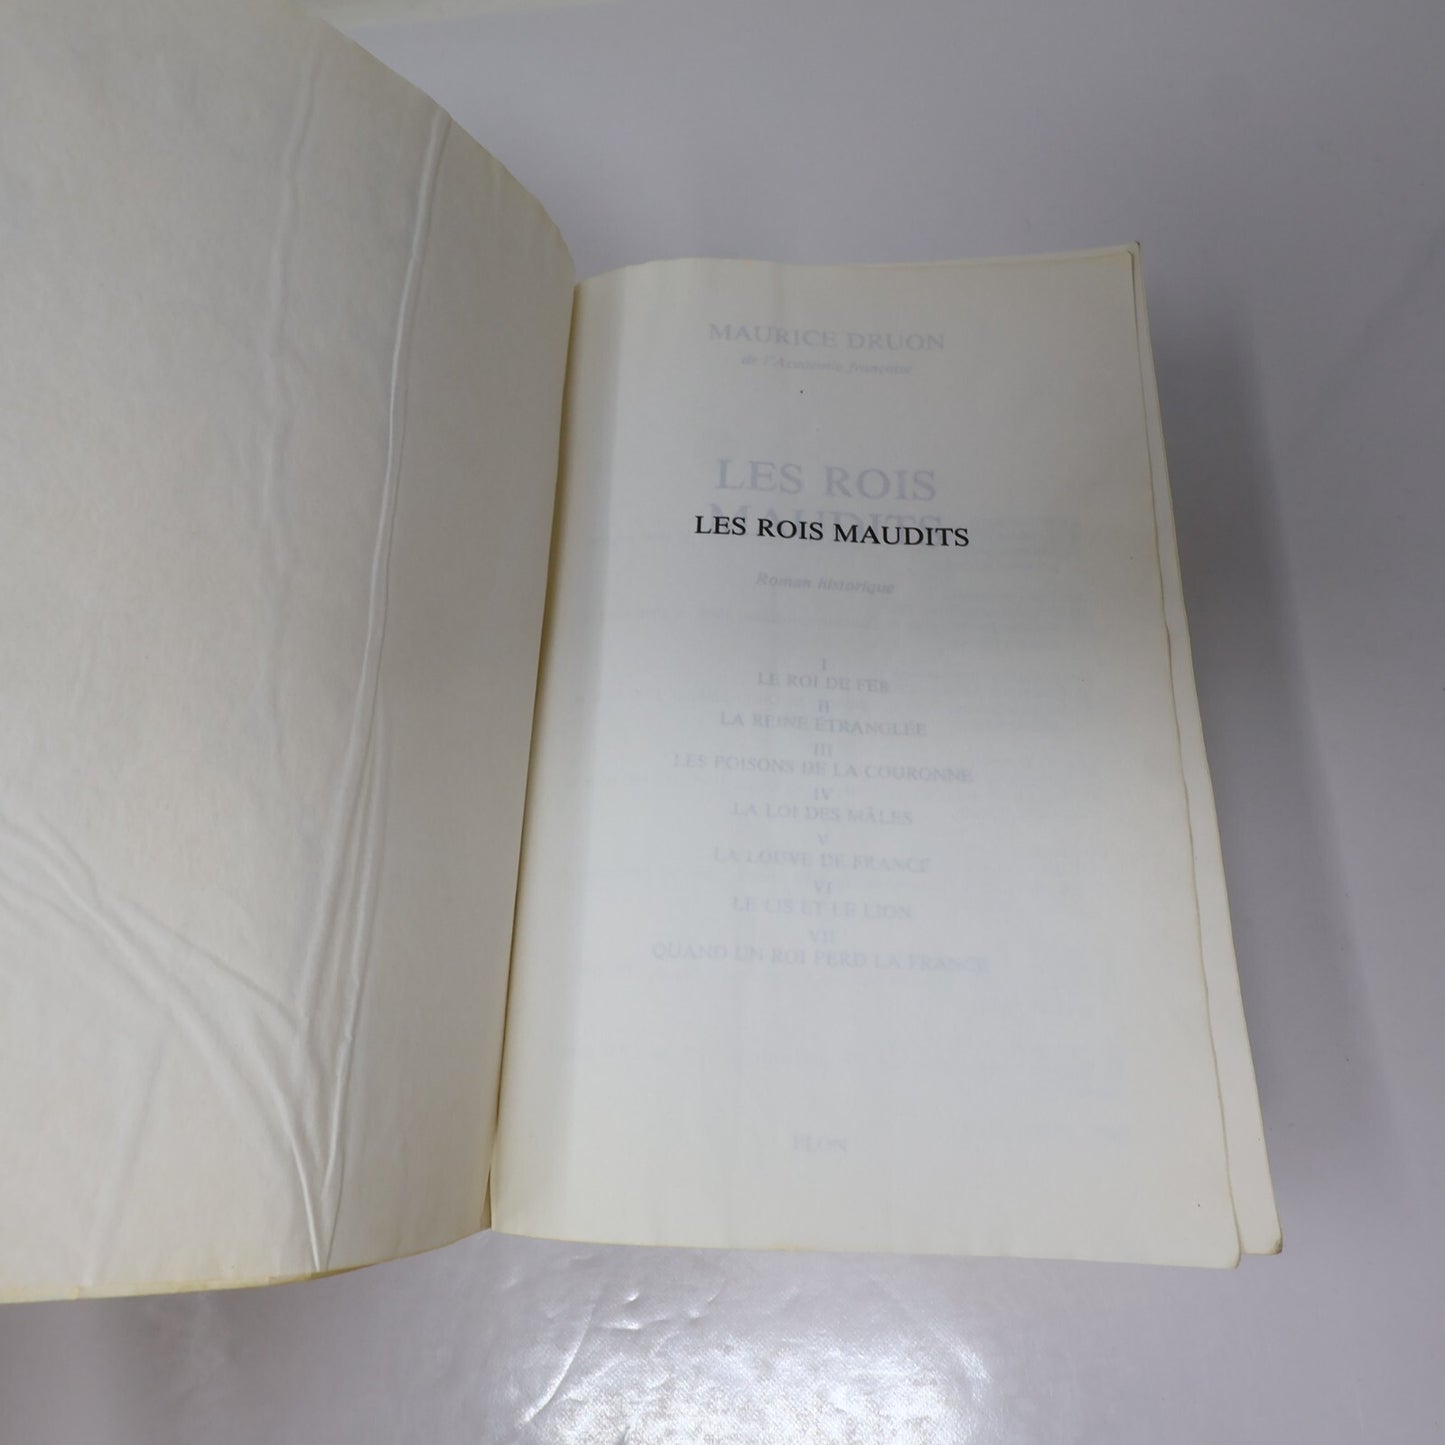 MAURICE DRUON
de l'Académie française
LES ROIS
MAUDITS
LES ROIS MAUDITS
Roman historique
I
LE ROI DE FER
II
LA REINE ÉTRANGLÉE
III
LES POISONS DE LA COURONNE
IV
LA LOI DES MÂLES
V
LA LOUVE DE FRANCE
VI
LE LIS ET LE LION
VII
QUAND UN ROI PERD LA FRANCE
PLON